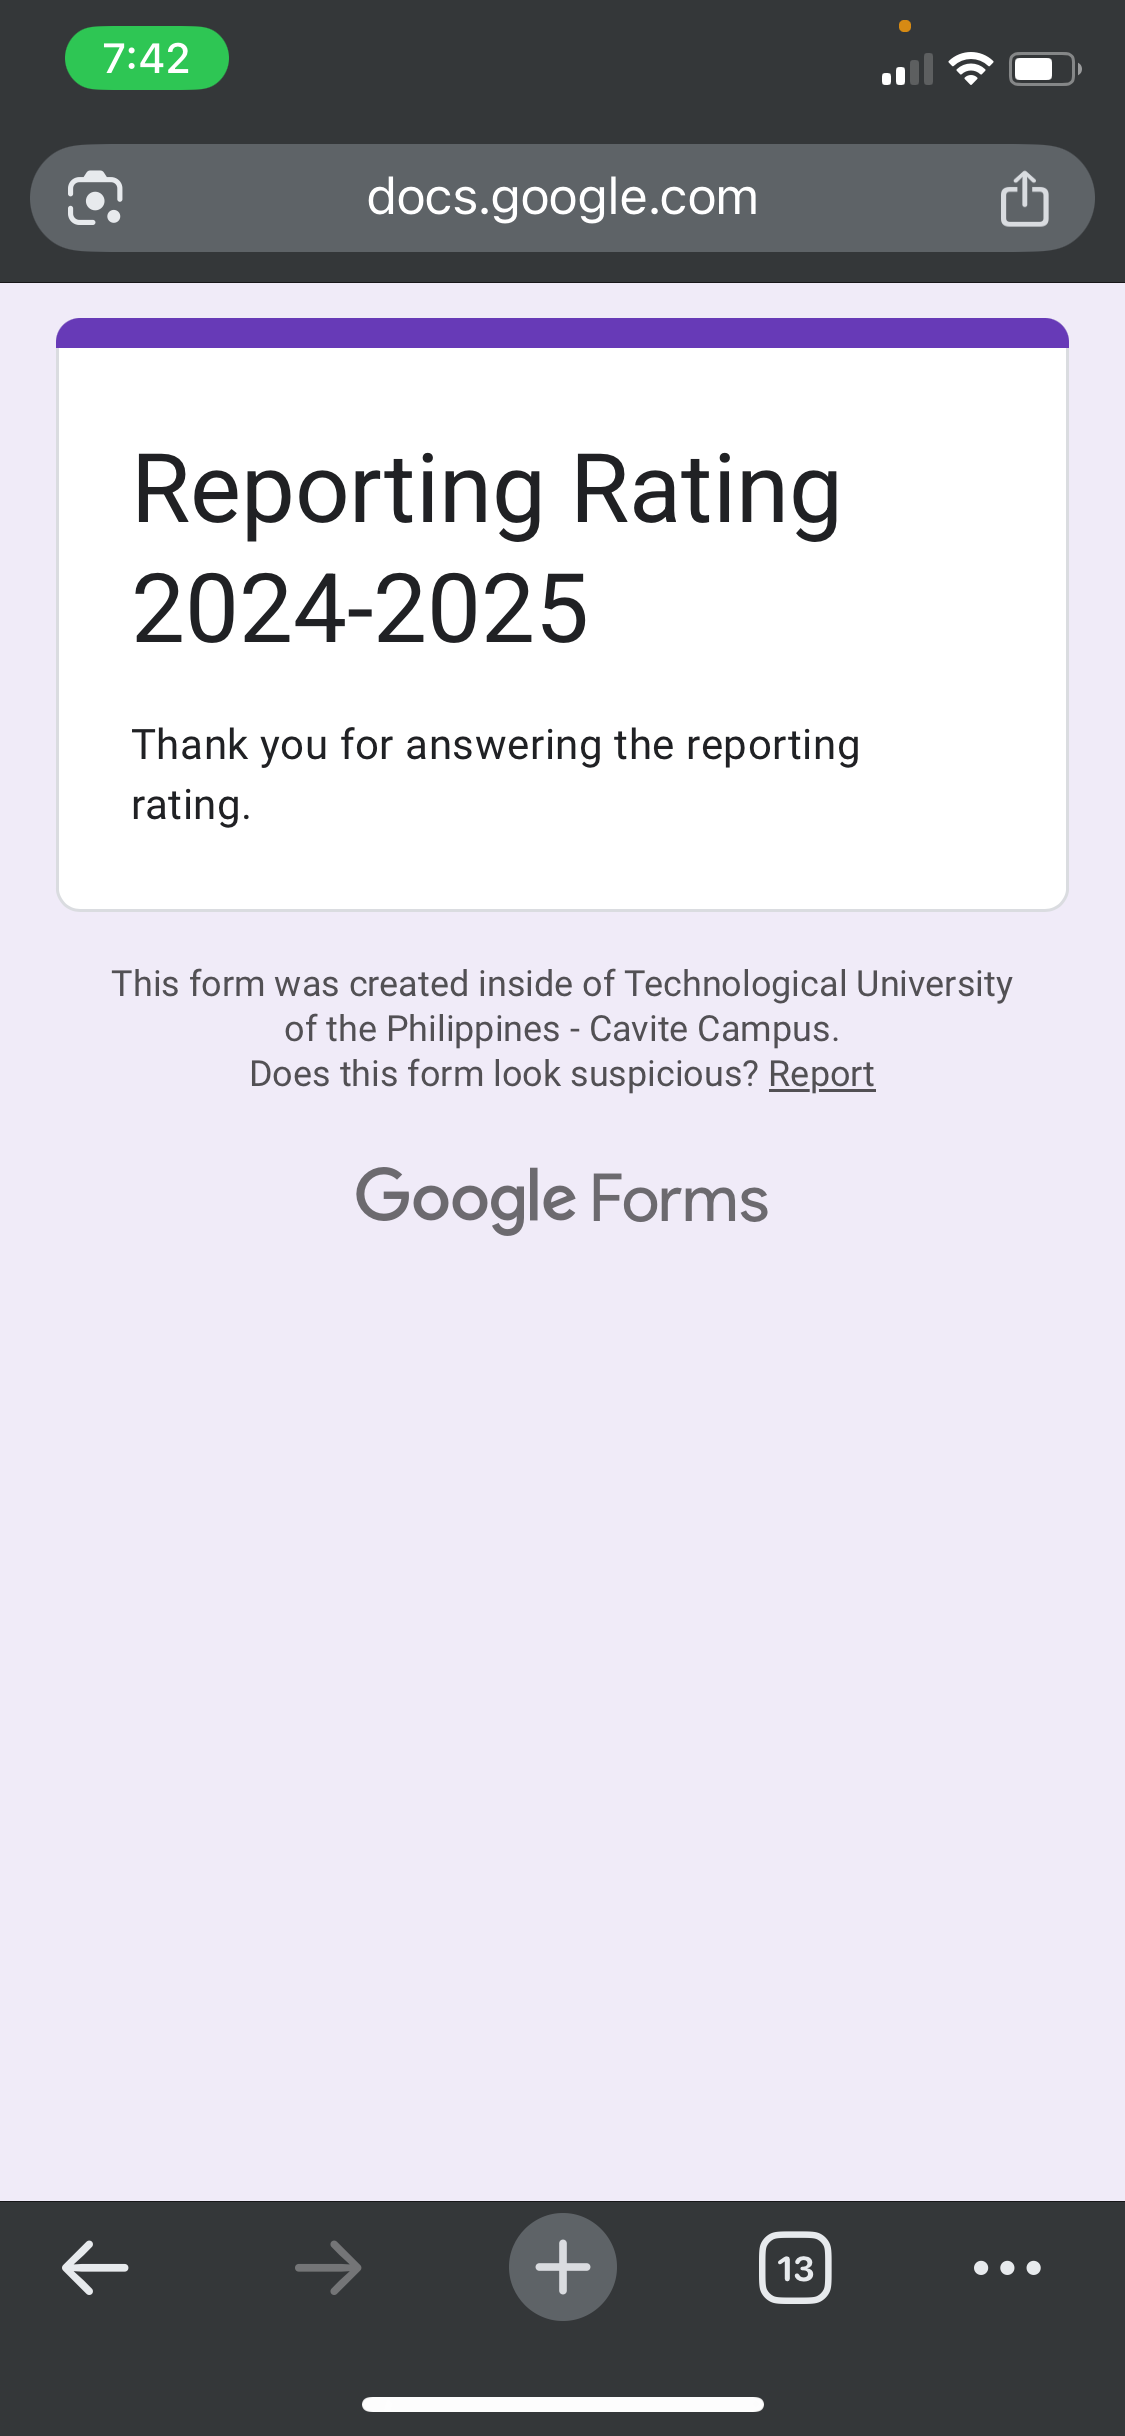 7:42
docs.google.com
Reporting Rating
2024-2025
Thank you for answering the reporting
rating.
This form was created inside of Technological University
of the Philippines - Cavite Campus.
Does this form look suspicious? Report
Google Forms
13